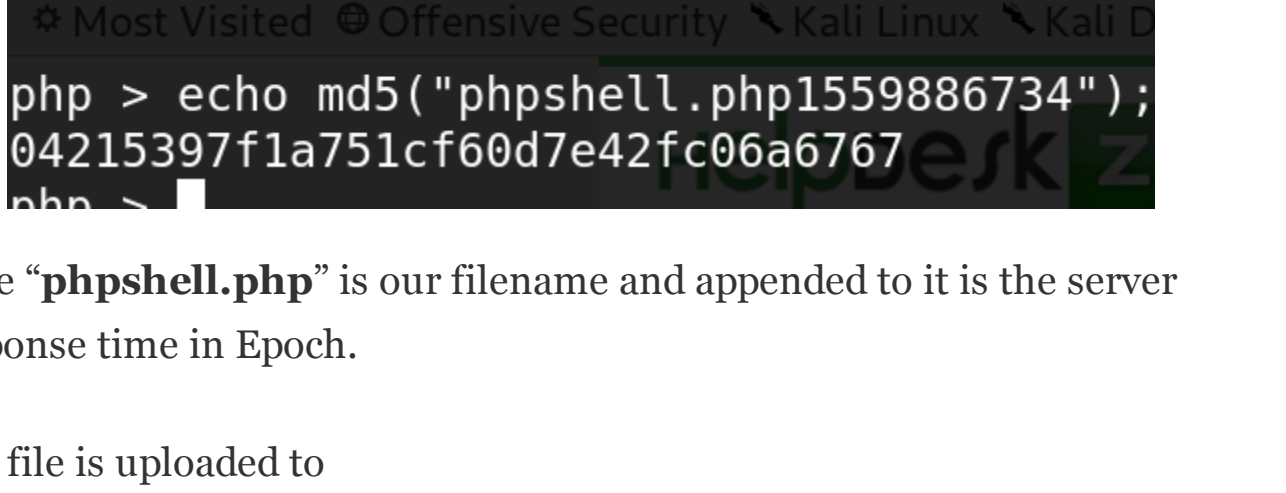 Most Visited Offensive Security Kali Linux Kali D
php > echo md5("phpshell.php1559886734");
04215397f1a751cf60d7e42fc06a6767
HelpDesk Z
php >
e “phpshell.php” is our filename and appended to it is the server
ponse time in Epoch.
file is uploaded to